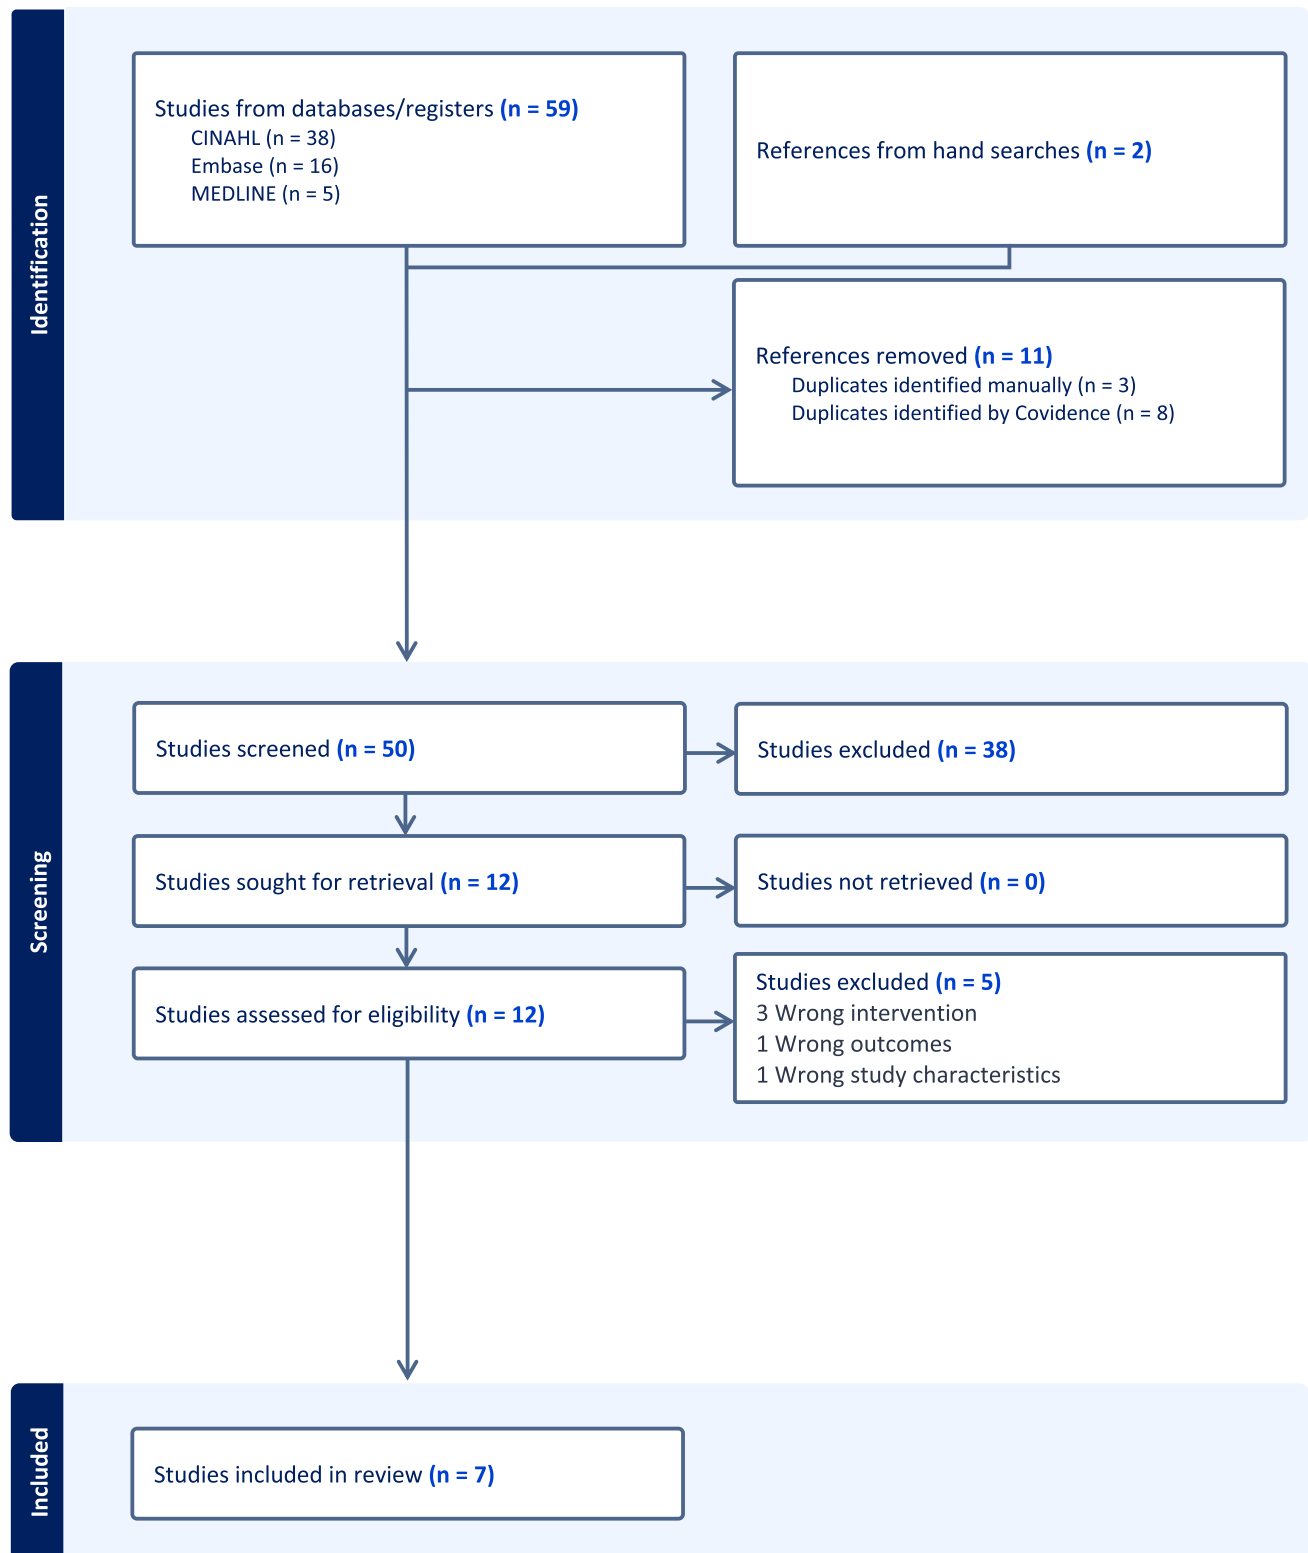 Identification
Studies from databases/registers (n = 59)
CINAHL (n = 38)
Embase (n = 16)
MEDLINE (n = 5)
References from hand searches (n = 2)
References removed (n = 11)
Duplicates identified manually (n = 3)
Duplicates identified by Covidence (n = 8)
Screening
Studies screened (n = 50)
Studies excluded (n = 38)
Studies sought for retrieval (n = 12)
Studies not retrieved (n = 0)
Studies assessed for eligibility (n = 12)
Studies excluded (n = 5)
3 Wrong intervention
1 Wrong outcomes
1 Wrong study characteristics
Included
Studies included in review (n = 7)